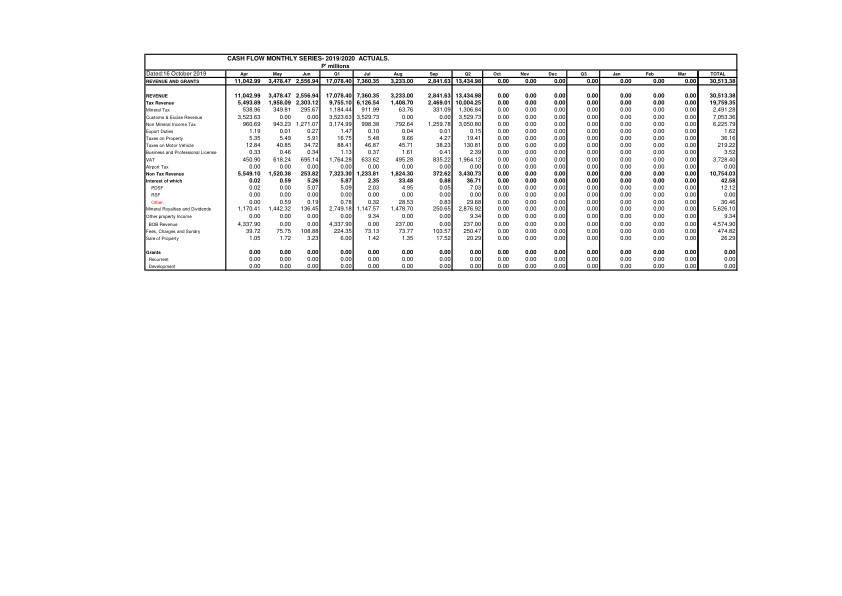 CASH FLOW MONTHLY SERIES- 2019/2020 ACTUALS.
P' millions
Dated:16 October 2019 Apr May Jun Q1 Jul Aug Sep Q2 Oct Nov Dec Q3 Jan Feb Mar TOTAL
REVENUE AND GRANTS 11,042.99 3,478.47 2,556.94 17,078.40 7,360.35 3,233.00 2,841.63 13,434.98 0.00 0.00 0.00 0.00 0.00 0.00 0.00 30,513.38
REVENUE 11,042.99 3,478.47 2,556.94 17,078.40 7,360.35 3,233.00 2,841.63 13,434.98 0.00 0.00 0.00 0.00 0.00 0.00 0.00 30,513.38
Tax Revenue 5,493.89 1,958.09 2,303.12 9,755.10 6,126.54 1,408.70 2,469.01 10,004.25 0.00 0.00 0.00 0.00 0.00 0.00 0.00 19,759.35
Mineral Tax 538.96 349.81 295.67 1,184.44 911.99 63.76 331.09 1,306.84 0.00 0.00 0.00 0.00 0.00 0.00 0.00 2,491.28
Customs & Excise Revenue 3,523.63 0.00 0.00 3,523.63 3,529.73 0.00 0.00 3,529.73 0.00 0.00 0.00 0.00 0.00 0.00 0.00 7,053.36
Non Mineral Income Tax 960.69 943.23 1,271.07 3,174.99 998.38 792.64 1,259.78 3,050.80 0.00 0.00 0.00 0.00 0.00 0.00 0.00 6,225.79
Export Duties 1.19 0.01 0.27 1.47 0.10 0.04 0.01 0.15 0.00 0.00 0.00 0.00 0.00 0.00 0.00 1.62
Taxes on Property 5.35 5.49 5.91 16.75 5.48 9.66 4.27 19.41 0.00 0.00 0.00 0.00 0.00 0.00 0.00 36.16
Taxes on Motor Vehicle 12.84 40.85 34.72 88.41 46.87 45.71 38.23 130.81 0.00 0.00 0.00 0.00 0.00 0.00 0.00 219.22
Business and Professional License 0.33 0.46 0.34 1.13 0.37 1.61 0.41 2.39 0.00 0.00 0.00 0.00 0.00 0.00 0.00 3.52
VAT 450.90 618.24 695.14 1,764.28 633.62 495.28 835.22 1,964.12 0.00 0.00 0.00 0.00 0.00 0.00 0.00 3,728.40
Airport Tax 0.00 0.00 0.00 0.00 0.00 0.00 0.00 0.00 0.00 0.00 0.00 0.00 0.00 0.00 0.00 0.00
Non Tax Revenue 5,549.10 1,520.38 253.82 7,323.30 1,233.81 1,824.30 372.62 3,430.73 0.00 0.00 0.00 0.00 0.00 0.00 0.00 10,754.03
Interest of which 0.02 0.59 5.26 5.87 2.35 33.48 0.88 36.71 0.00 0.00 0.00 0.00 0.00 0.00 0.00 42.58
PDSF 0.02 0.00 5.07 5.09 2.03 4.95 0.05 7.03 0.00 0.00 0.00 0.00 0.00 0.00 0.00 12.12
RSF 0.00 0.00 0.00 0.00 0.00 0.00 0.00 0.00 0.00 0.00 0.00 0.00 0.00 0.00 0.00 0.00
Other 0.00 0.59 0.19 0.78 0.32 28.53 0.83 29.68 0.00 0.00 0.00 0.00 0.00 0.00 0.00 30.46
Mineral Royalties and Dividends 1,170.41 1,442.32 136.45 2,749.18 1,147.57 1,478.70 250.65 2,876.92 0.00 0.00 0.00 0.00 0.00 0.00 0.00 5,626.10
Other property Income 0.00 0.00 0.00 0.00 9.34 0.00 0.00 9.34 0.00 0.00 0.00 0.00 0.00 0.00 0.00 9.34
BOB Revenue 4,337.90 0.00 0.00 4,337.90 0.00 237.00 0.00 237.00 0.00 0.00 0.00 0.00 0.00 0.00 0.00 4,574.90
Fees, Charges and Sundry 39.72 75.75 108.88 224.35 73.13 73.77 103.57 250.47 0.00 0.00 0.00 0.00 0.00 0.00 0.00 474.82
Sale of Property 1.05 1.72 3.23 6.00 1.42 1.35 17.52 20.29 0.00 0.00 0.00 0.00 0.00 0.00 0.00 26.29
Grants 0.00 0.00 0.00 0.00 0.00 0.00 0.00 0.00 0.00 0.00 0.00 0.00 0.00 0.00 0.00 0.00
Recurrent 0.00 0.00 0.00 0.00 0.00 0.00 0.00 0.00 0.00 0.00 0.00 0.00 0.00 0.00 0.00 0.00
Development 0.00 0.00 0.00 0.00 0.00 0.00 0.00 0.00 0.00 0.00 0.00 0.00 0.00 0.00 0.00 0.00